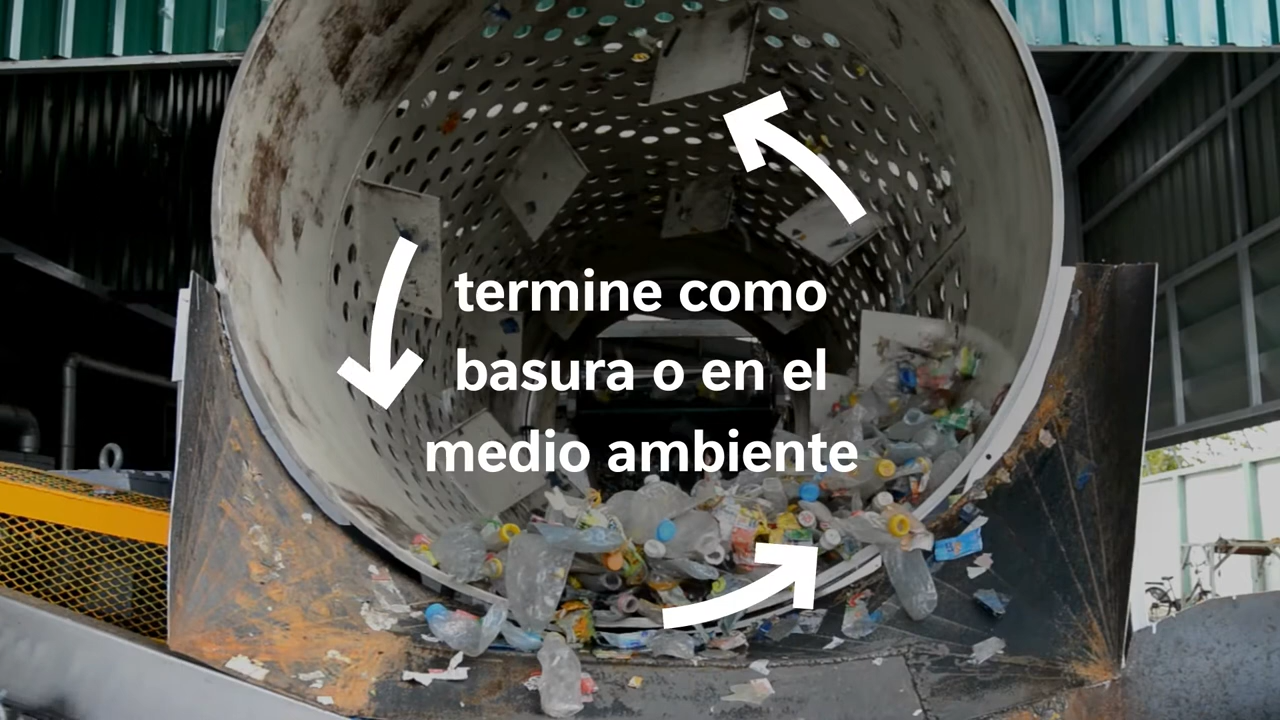 termine como
basura o en el
medio ambiente